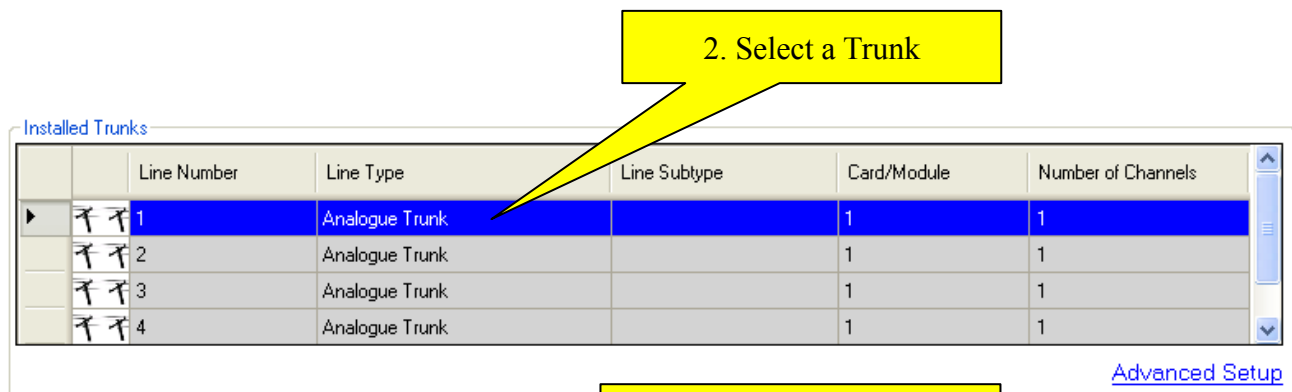 2. Select a Trunk
Installed Trunks
Line Number Line Type Line Subtype Card/Module Number of Channels
1 Analogue Trunk 1 1
2 Analogue Trunk 1 1
3 Analogue Trunk 1 1
4 Analogue Trunk 1 1
Advanced Setup